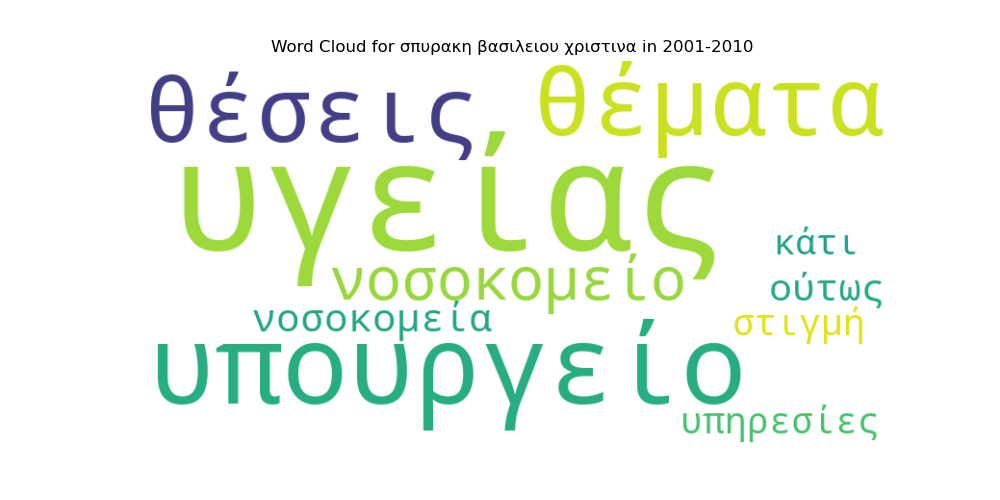 Word Cloud for σπυρακη βασιλειου χριστινα in 2001-2010
θέσεις
θέματα
υγείας
κάτι
νοσοκομείο
ούτως
νοσοκομεία
στιγμή
υπουργείο
υπηρεσίες